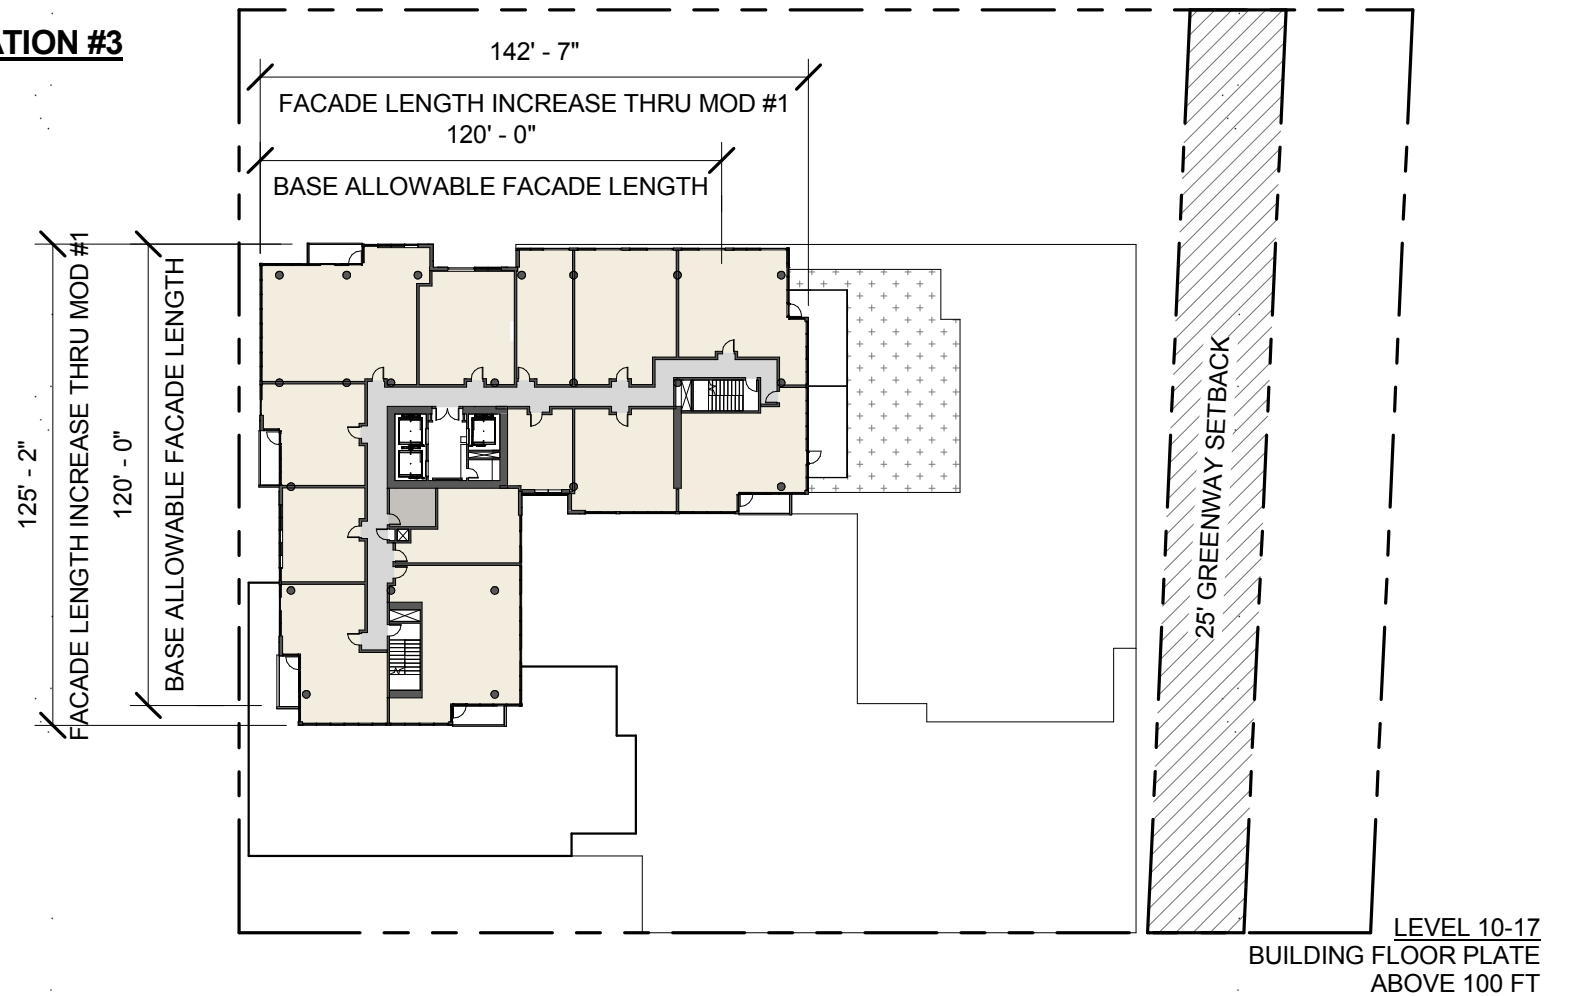 ATION #3
142' - 7"
FACADE LENGTH INCREASE THRU MOD #1
120' - 0"
BASE ALLOWABLE FACADE LENGTH
125' - 2"
FACADE LENGTH INCREASE THRU MOD #1
120' - 0"
BASE ALLOWABLE FACADE LENGTH
25' GREENWAY SETBACK
LEVEL 10-17
BUILDING FLOOR PLATE
ABOVE 100 FT